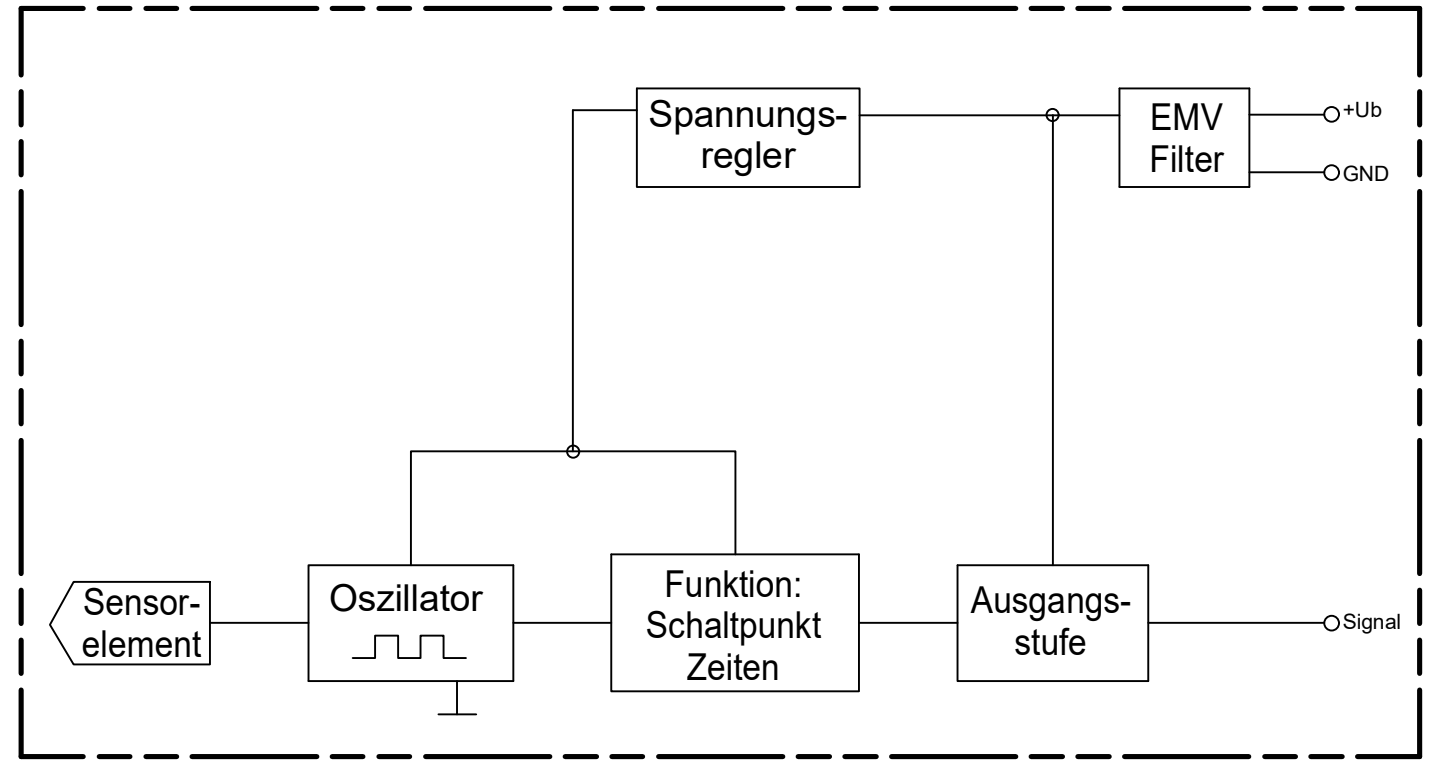 Spannungs-
regler
EMV
Filter
+Ub
GND
Sensor-
element
Oszillator
Funktion:
Schaltpunkt
Zeiten
Ausgangs-
stufe
Signal